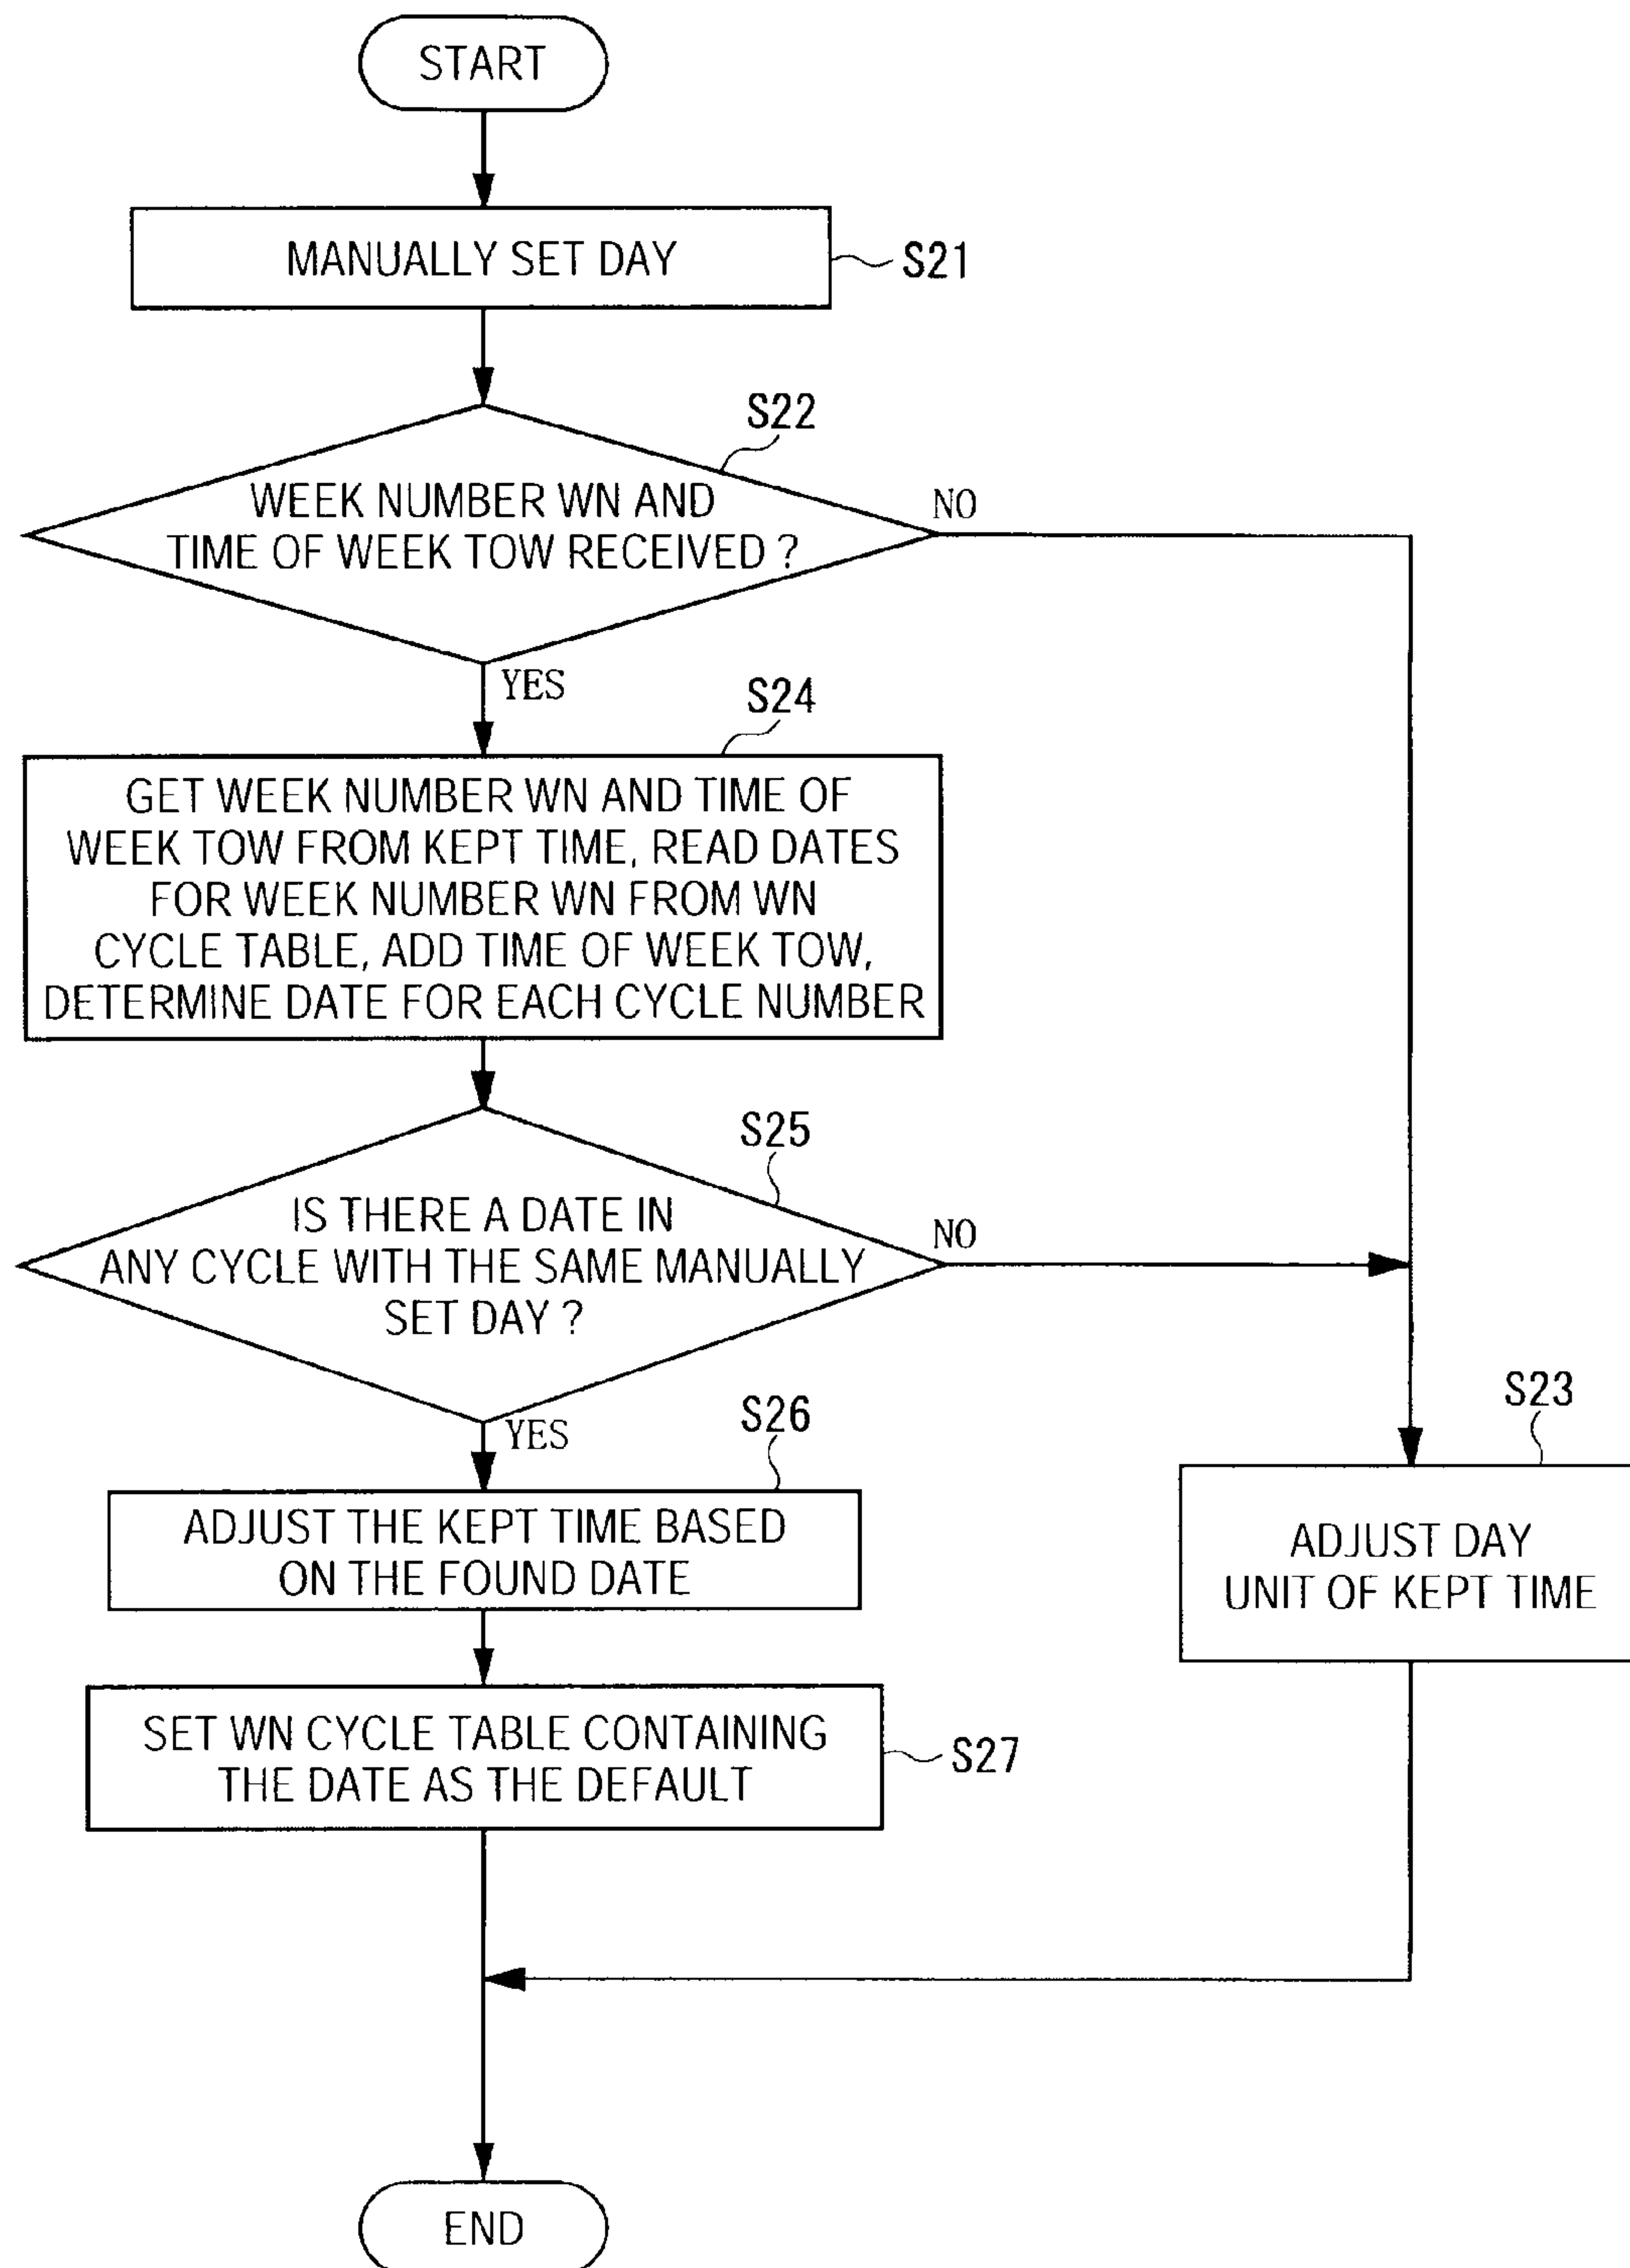 START
MANUALLY SET DAY
S21
S22
WEEK NUMBER WN AND
TIME OF WEEK TOW RECEIVED ?
NO
YES
S24
GET WEEK NUMBER WN AND TIME OF
WEEK TOW FROM KEPT TIME, READ DATES
FOR WEEK NUMBER WN FROM WN
CYCLE TABLE, ADD TIME OF WEEK TOW,
DETERMINE DATE FOR EACH CYCLE NUMBER
S25
IS THERE A DATE IN
ANY CYCLE WITH THE SAME MANUALLY
SET DAY ?
NO
YES
S26
ADJUST THE KEPT TIME BASED
ON THE FOUND DATE
S23
ADJUST DAY
UNIT OF KEPT TIME
SET WN CYCLE TABLE CONTAINING
THE DATE AS THE DEFAULT
S27
END